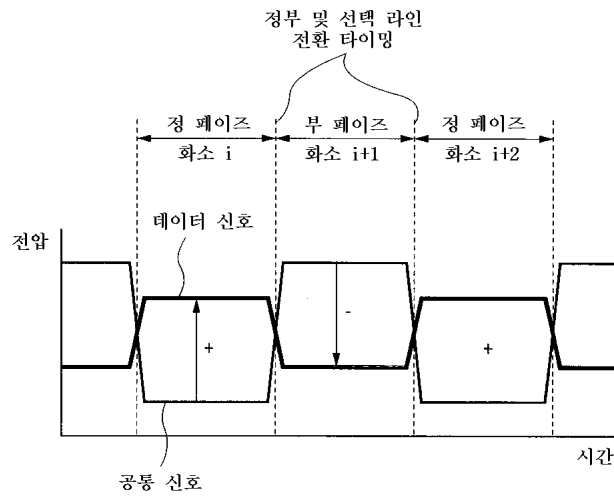 정부 및 선택 라인
전환 타이밍
정 페이즈
부 페이즈
정 페이즈
화소 i
화소 i+1
화소 i+2
전압
데이터 신호
+
-
+
공통 신호
시간